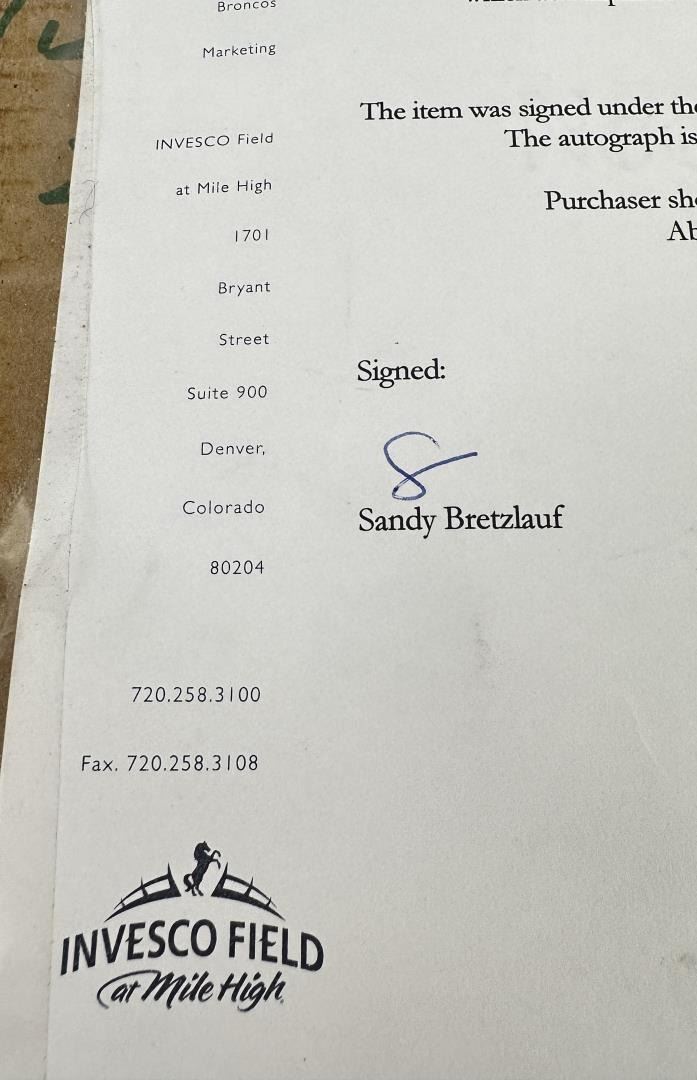 Broncos
Marketing
INVESCO Field
at Mile High
1701
Bryant
Street
Suite 900
Denver,
Colorado
80204
720.258.3100
Fax. 720.258.3108
INVESCO FIELD
at Mile High
The item was signed under the
The autograph is
Purchaser sh
Signed:
Sandy Bretzlauf